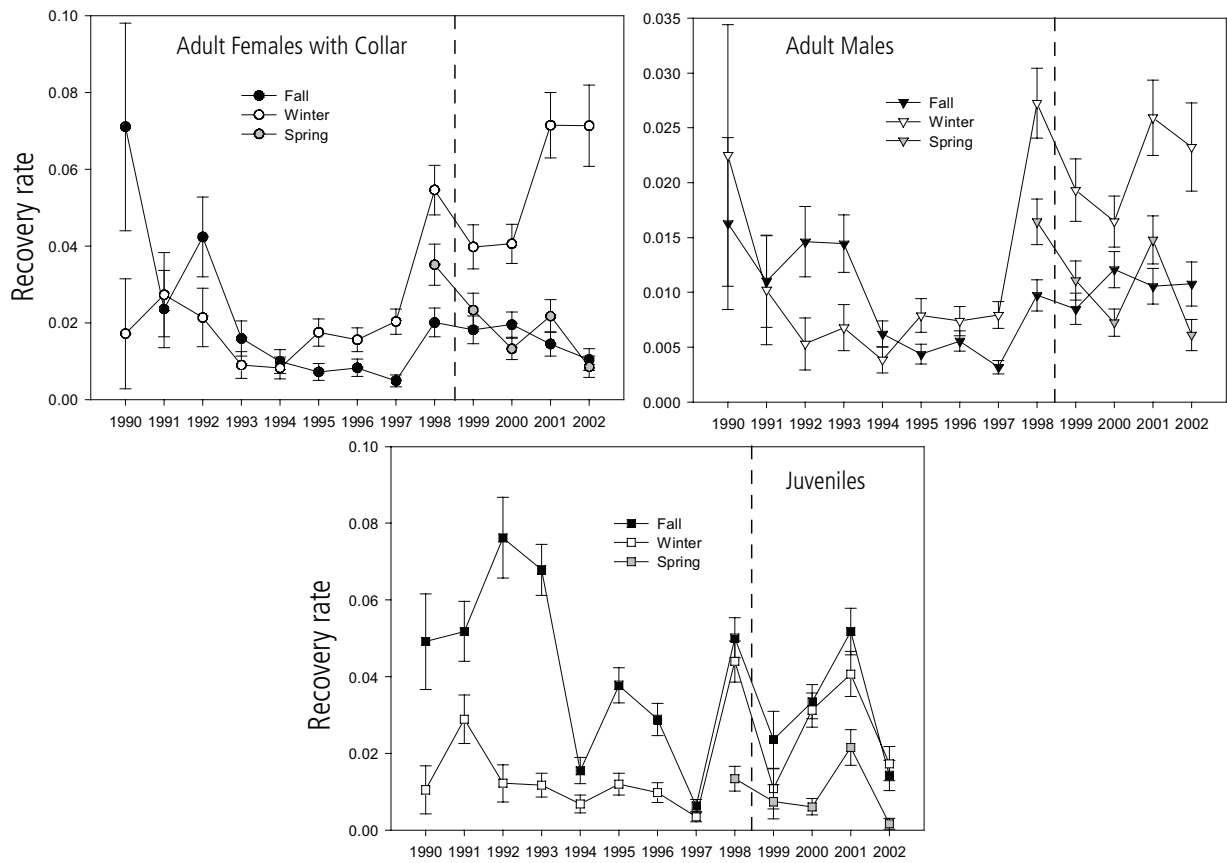 Adult Females with Collar
Fall
Winter
Spring
Recovery rate
0.10
0.08
0.06
0.04
0.02
0.00
1990 1991 1992 1993 1994 1995 1996 1997 1998 1999 2000 2001 2002
Adult Males
Fall
Winter
Spring
0.035
0.030
0.025
0.020
0.015
0.010
0.005
0.000
1990 1991 1992 1993 1994 1995 1996 1997 1998 1999 2000 2001 2002
Juveniles
Fall
Winter
Spring
Recovery rate
0.10
0.08
0.06
0.04
0.02
0.00
1990 1991 1992 1993 1994 1995 1996 1997 1998 1999 2000 2001 2002